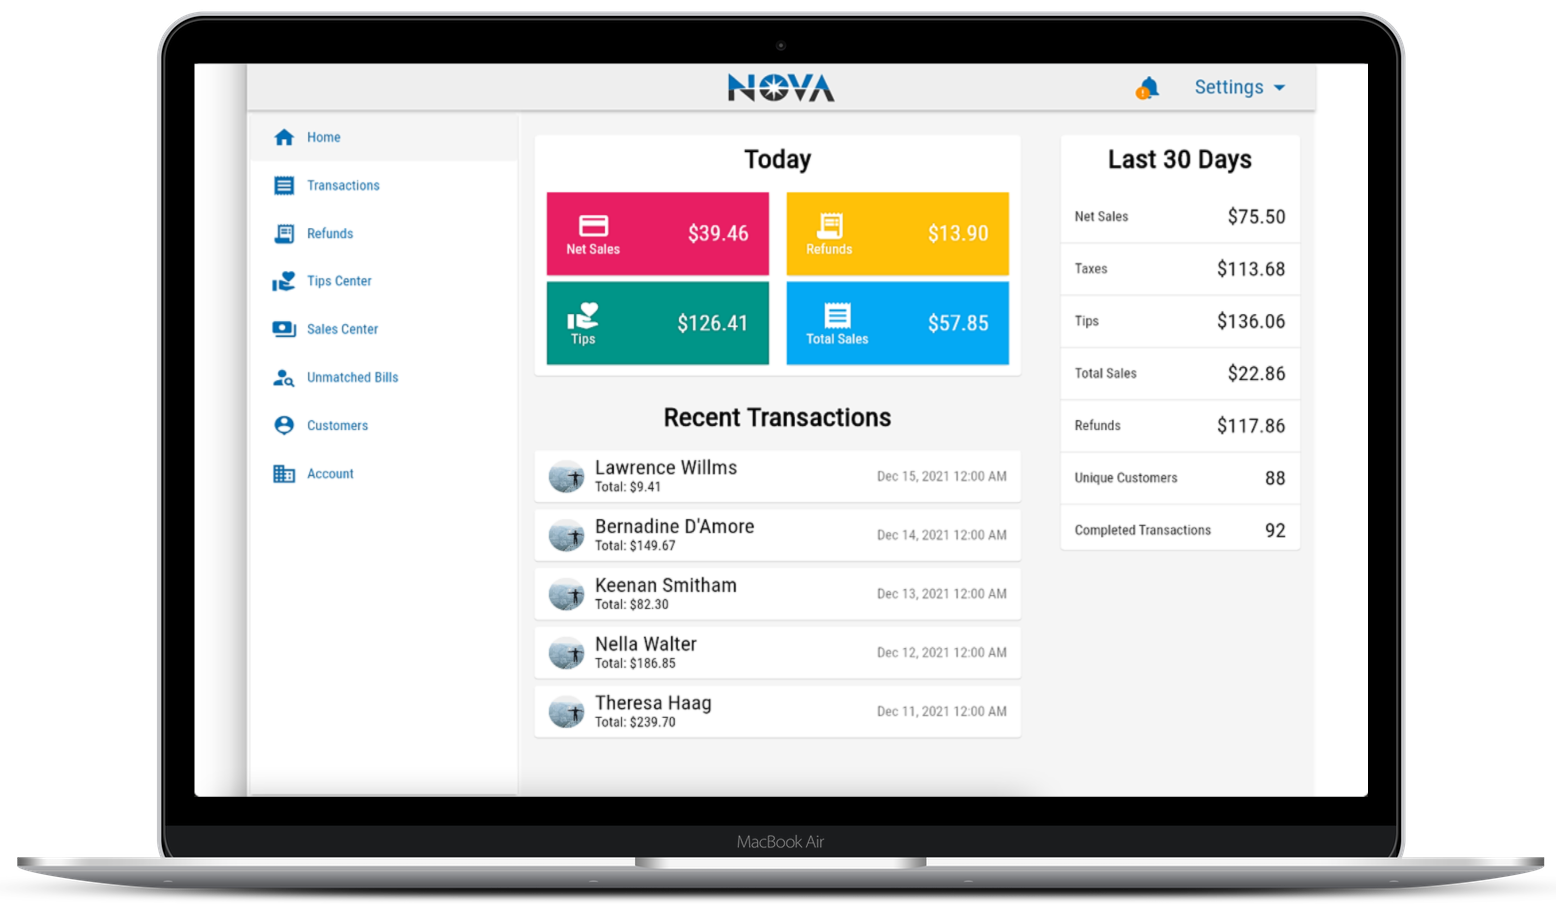 NOVA
Settings
Home
Transactions
Refunds
Tips Center
Sales Center
Unmatched Bills
Customers
Account
Today
Net Sales
$39.46
Refunds
$13.90
Tips
$126.41
Total Sales
$57.85
Recent Transactions
Lawrence Willms
Total: $9.41
Dec 15, 2021 12:00 AM
Bernadine D'Amore
Total: $149.67
Dec 14, 2021 12:00 AM
Keenan Smitham
Total: $82.30
Dec 13, 2021 12:00 AM
Nella Walter
Total: $186.85
Dec 12, 2021 12:00 AM
Theresa Haag
Total: $239.70
Dec 11, 2021 12:00 AM
Last 30 Days
Net Sales $75.50
Taxes $113.68
Tips $136.06
Total Sales $22.86
Refunds $117.86
Unique Customers 88
Completed Transactions 92
MacBook Air